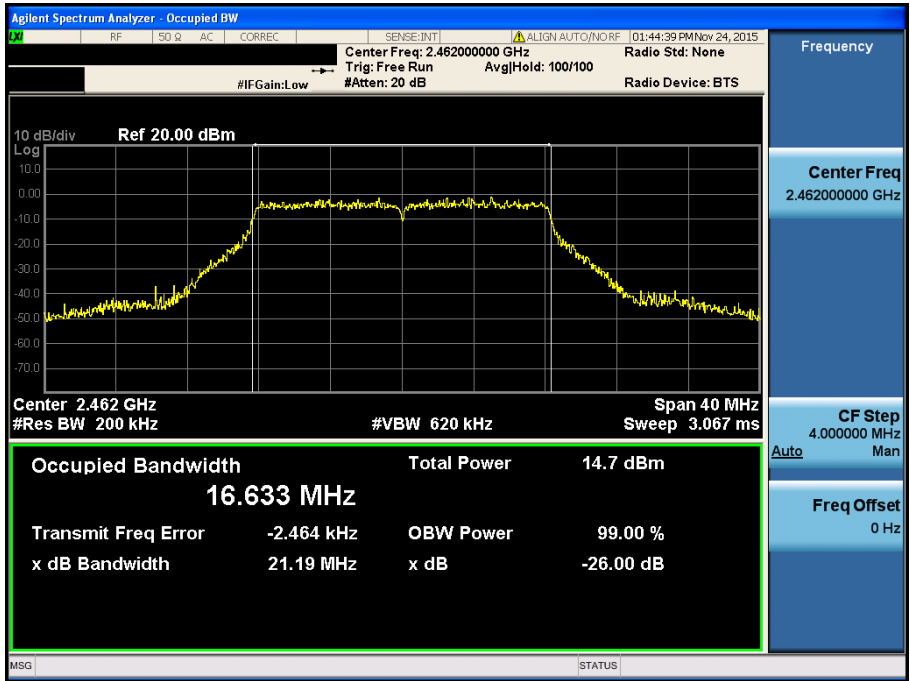 Agilent Spectrum Analyzer - Occupied BW
LXI RF 50 Ω AC CORREC SENSE:INT ALIGN AUTO/NO RF 01:44:39 PM Nov 24, 2015
Center Freq: 2.462000000 GHz Radio Std: None
Trig: Free Run Avg|Hold: 100/100
#IFGain:Low #Atten: 20 dB Radio Device: BTS
10 dB/div Ref 20.00 dBm
Log
10.0
0.00
-10.0
-20.0
-30.0
-40.0
-50.0
-60.0
-70.0
Center 2.462 GHz Span 40 MHz
#Res BW 200 kHz #VBW 620 kHz Sweep 3.067 ms
Occupied Bandwidth Total Power 14.7 dBm
16.633 MHz
Transmit Freq Error -2.464 kHz OBW Power 99.00 %
x dB Bandwidth 21.19 MHz x dB -26.00 dB
MSG STATUS
Frequency
Center Freq
2.462000000 GHz
CF Step
4.000000 MHz
Auto Man
Freq Offset
0 Hz